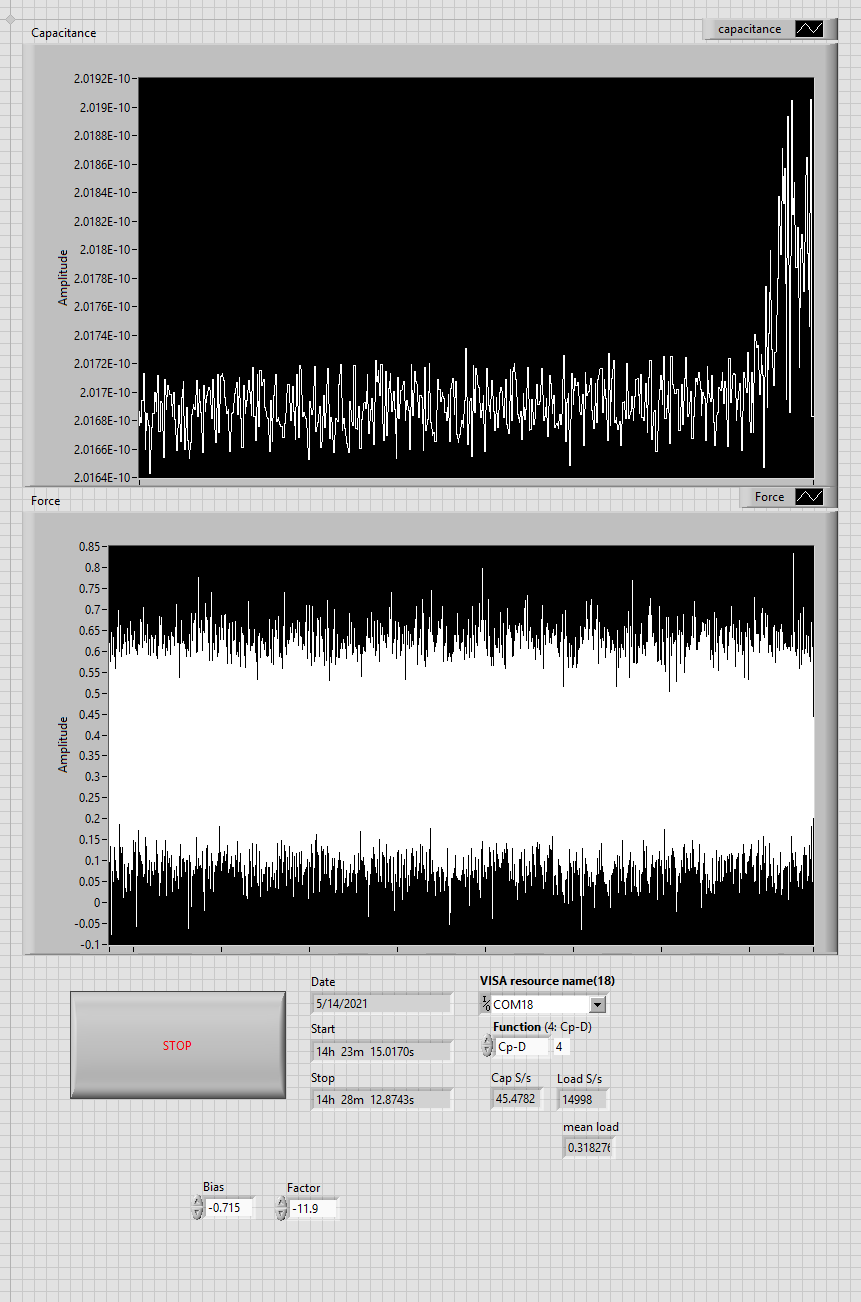 Capacitance
capacitance
2.0192E-10
2.019E-10
2.0188E-10
2.0186E-10
2.0184E-10
2.0182E-10
2.018E-10
2.0178E-10
2.0176E-10
2.0174E-10
2.0172E-10
2.017E-10
2.0168E-10
2.0166E-10
2.0164E-10
Amplitude
Force
Force
0.85
0.8
0.75
0.7
0.65
0.6
0.55
0.5
0.45
0.4
0.35
0.3
0.25
0.2
0.15
0.1
0.05
0
-0.05
-0.1
Amplitude
STOP
Date
5/14/2021
Start
14h 23m 15.0170s
Stop
14h 28m 12.8743s
VISA resource name(18)
I/O COM18
Function (4: Cp-D)
Cp-D 4
Cap S/s Load S/s
45.4782 14998
mean load
0.318276
Bias Factor
-0.715 -11.9